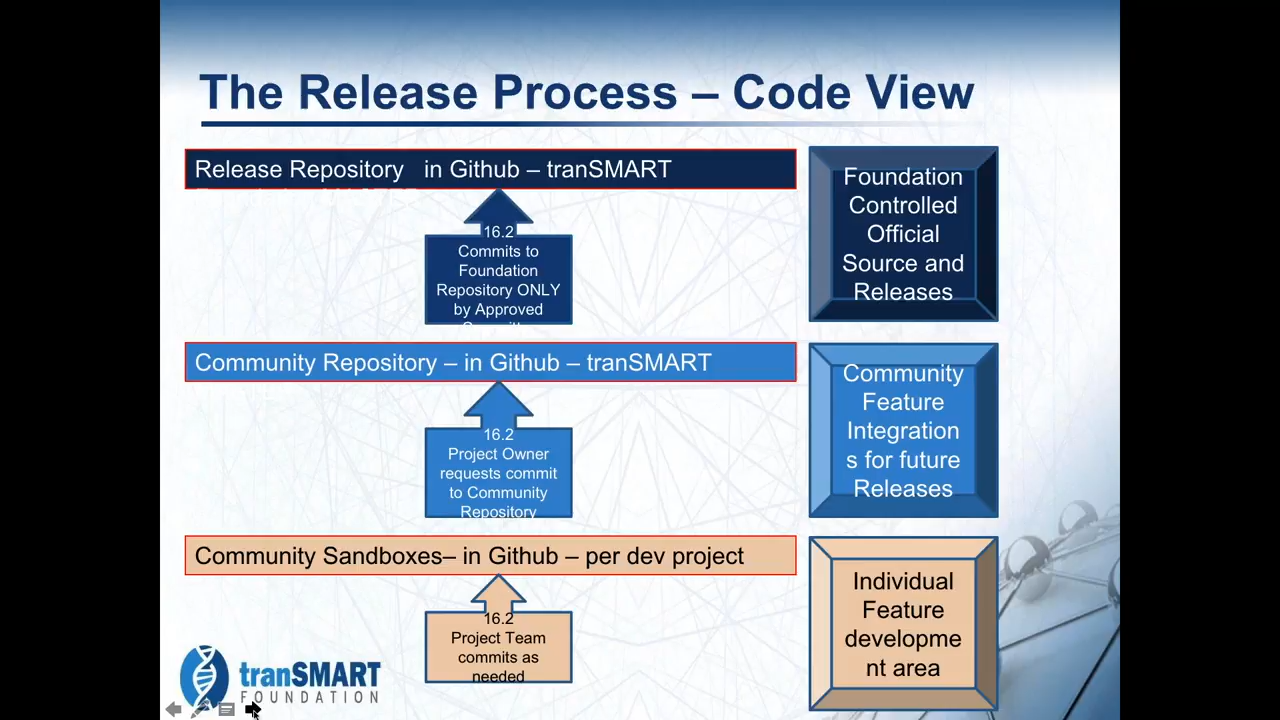 The Release Process – Code View
Release Repository in Github – tranSMART
Foundation
Controlled
Official
Source and
Releases
16.2
Commits to
Foundation
Repository ONLY
by Approved
Community Repository – in Github – tranSMART
Community
Feature
Integration
s for future
Releases
16.2
Project Owner
requests commit
to Community
Repository
Community Sandboxes– in Github – per dev project
Individual
Feature
developme
nt area
16.2
Project Team
commits as
needed
tranSMART
FOUNDATION